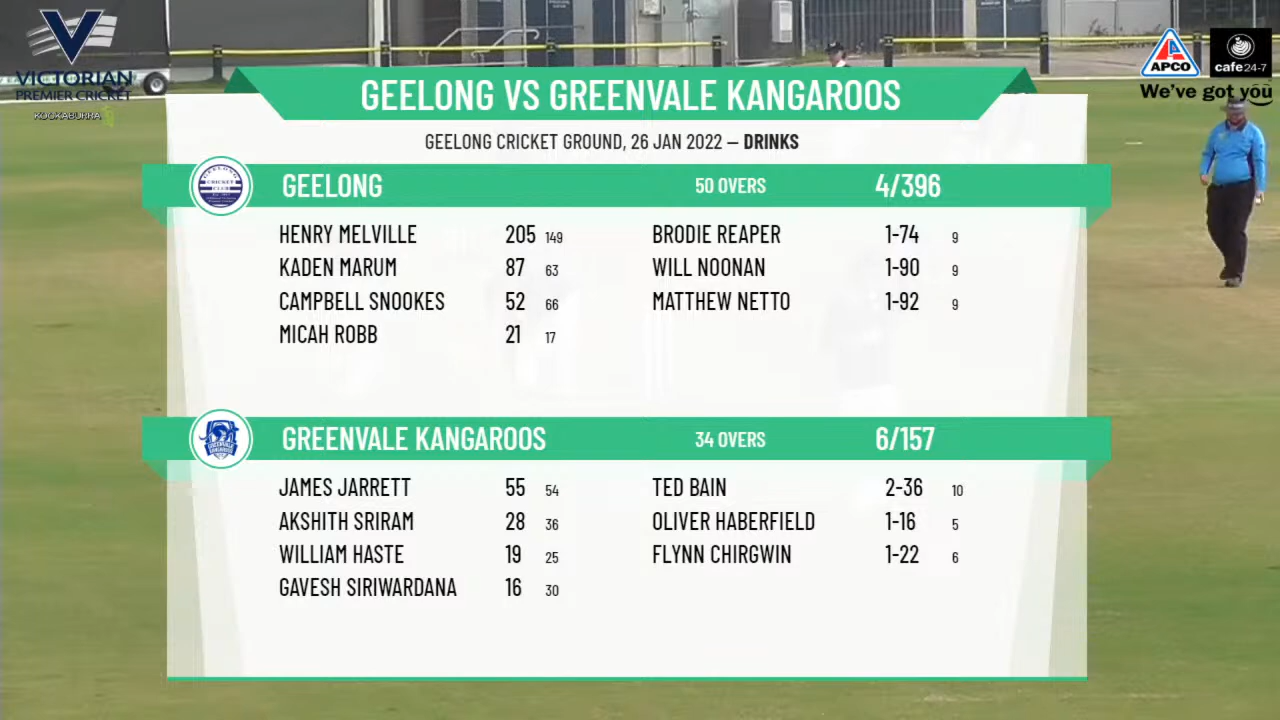 VICTORIAN
PREMIER CRICKET
KOOKABURRA
APCO
cafe24-7
We've got you
GEELONG VS GREENVALE KANGAROOS
GEELONG CRICKET GROUND, 26 JAN 2022 – DRINKS
GEELONG 50 OVERS 4/396
HENRY MELVILLE 205 149 BRODIE REAPER 1-74 9
KADEN MARUM 87 63 WILL NOONAN 1-90 9
CAMPBELL SNOOKES 52 66 MATTHEW NETTO 1-92 9
MICAH ROBB 21 17
GREENVALE KANGAROOS 34 OVERS 6/157
JAMES JARRETT 55 54 TED BAIN 2-36 10
AKSHITH SRIRAM 28 36 OLIVER HABERFIELD 1-16 5
WILLIAM HASTE 19 25 FLYNN CHIRGWIN 1-22 6
GAVESH SIRIWARDANA 16 30